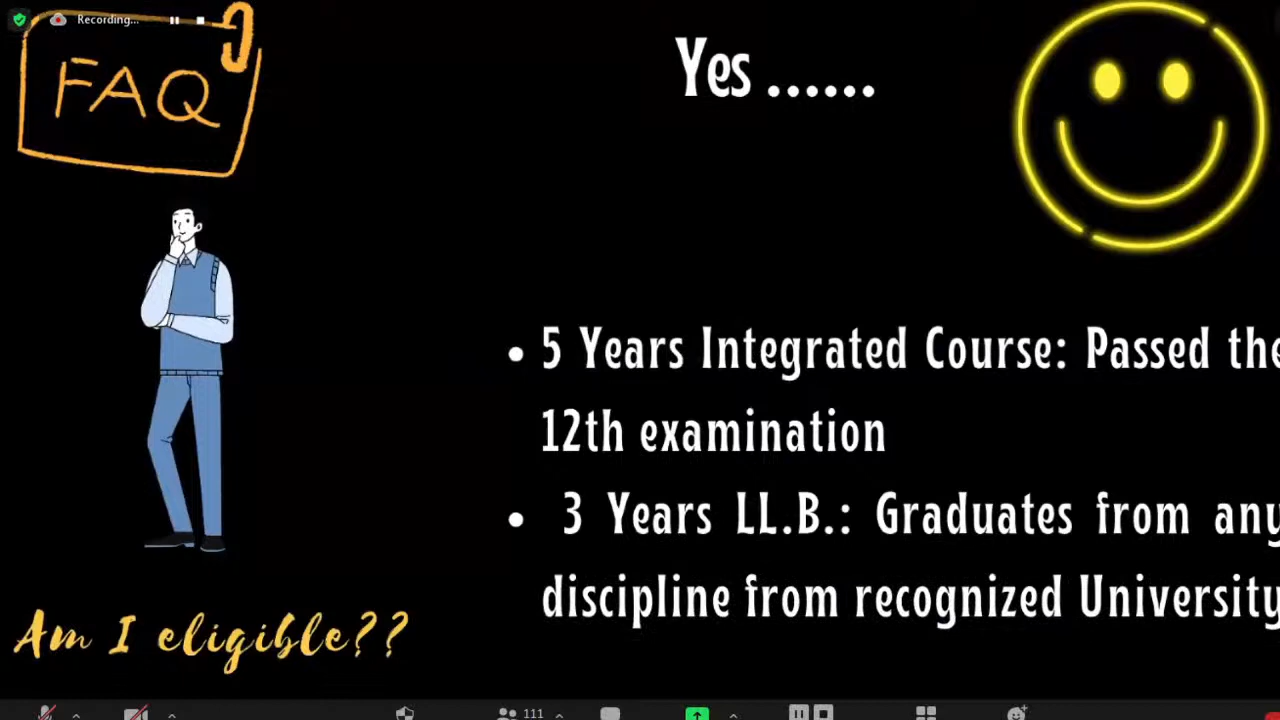 Recording...
FAQ
Yes ......
• 5 Years Integrated Course: Passed the
12th examination
• 3 Years LL.B.: Graduates from any
discipline from recognized University
Am I eligible??
111